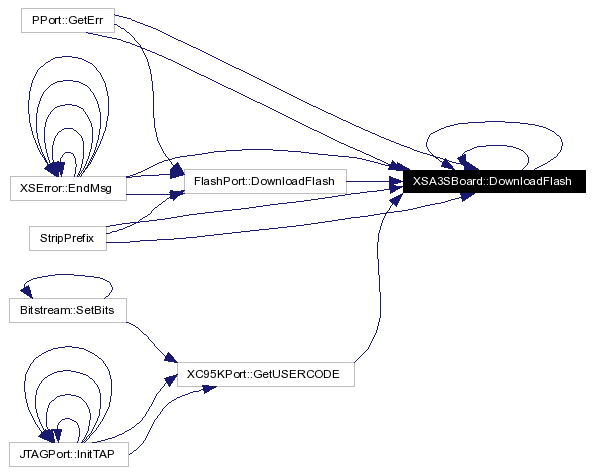 PPort::GetErr
XSError::EndMsg
FlashPort::DownloadFlash
XSA3SBoard::DownloadFlash
StripPrefix
Bitstream::SetBits
XC95KPort::GetUSERCODE
JTAGPort::InitTAP